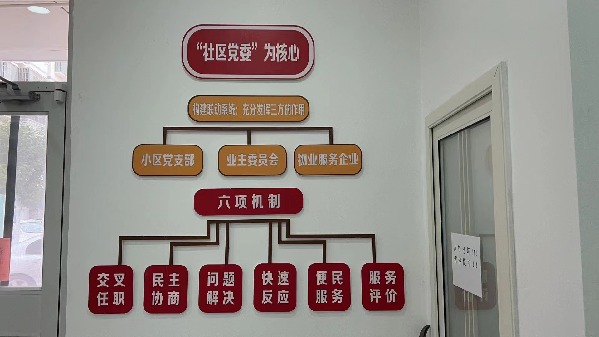 “社区党委”为核心
构建联动系统：充分发挥三方的作用
小区党支部
业主委员会
物业服务企业
六项机制
交叉
任职
民主
协商
问题
解决
快速
反应
便民
服务
服务
评价